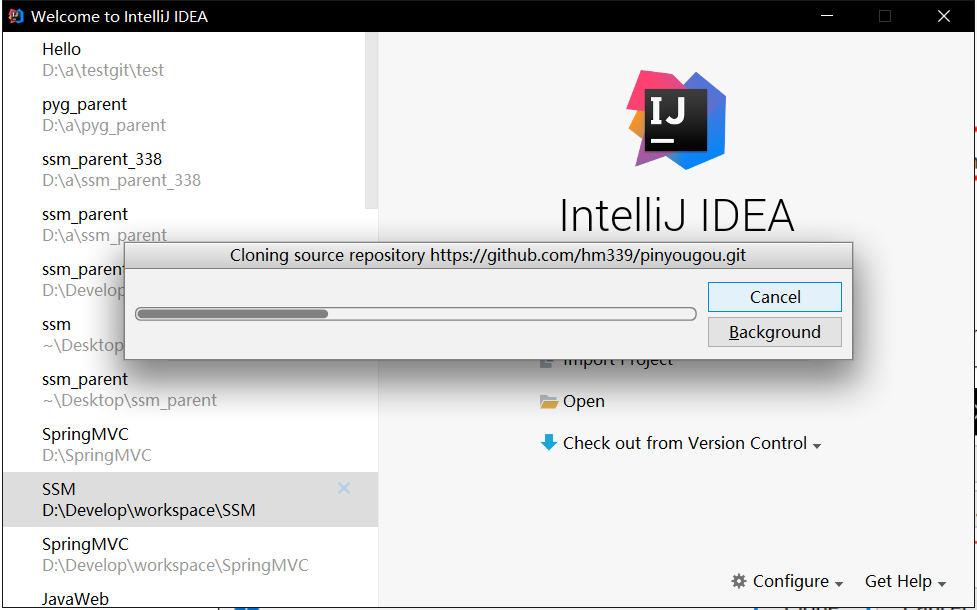 Welcome to IntelliJ IDEA
Hello
D:\a\testgit\test
pyg_parent
D:\a\pyg_parent
ssm_parent_338
D:\a\ssm_parent_338
ssm_parent
D:\a\ssm_parent
ssm_parent
D:\Develop
ssm
~\Desktop
ssm_parent
~\Desktop\ssm_parent
SpringMVC
D:\SpringMVC
SSM
D:\Develop\workspace\SSM
SpringMVC
D:\Develop\workspace\SpringMVC
JavaWeb
IJ
IntelliJ IDEA
Cloning source repository https://github.com/hm339/pinyougou.git
Cancel
Background
Import Project
Open
Check out from Version Control
Configure
Get Help